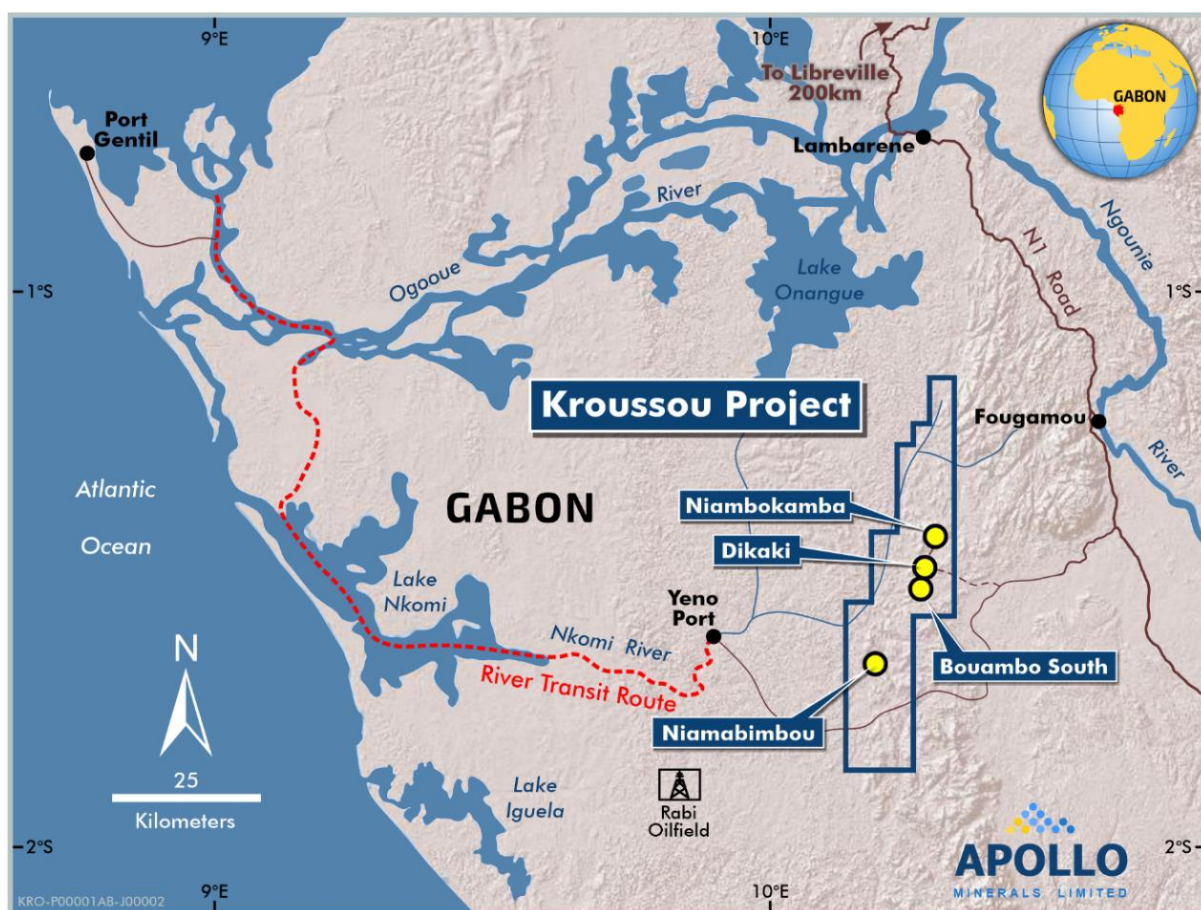 9°E
10°E
To Libreville
200km
GABON
Port
Gentil
Lambarene
River
Ngounie
N1 Road
Ogooue
Lake
Onangue
1°S
1°S
Kroussou Project
Fougamou
River
Atlantic
Ocean
GABON
Niambokamba
Dikaki
Lake
Nkomi
Yeno
Port
Nkomi River
River Transit Route
Bouambo South
Niamabimbou
N
25
Kilometers
Lake
Iguela
Rabi
Oilfield
APOLLO
MINERALS LIMITED
2°S
2°S
9°E
10°E
KRO-P00001AB-J00002